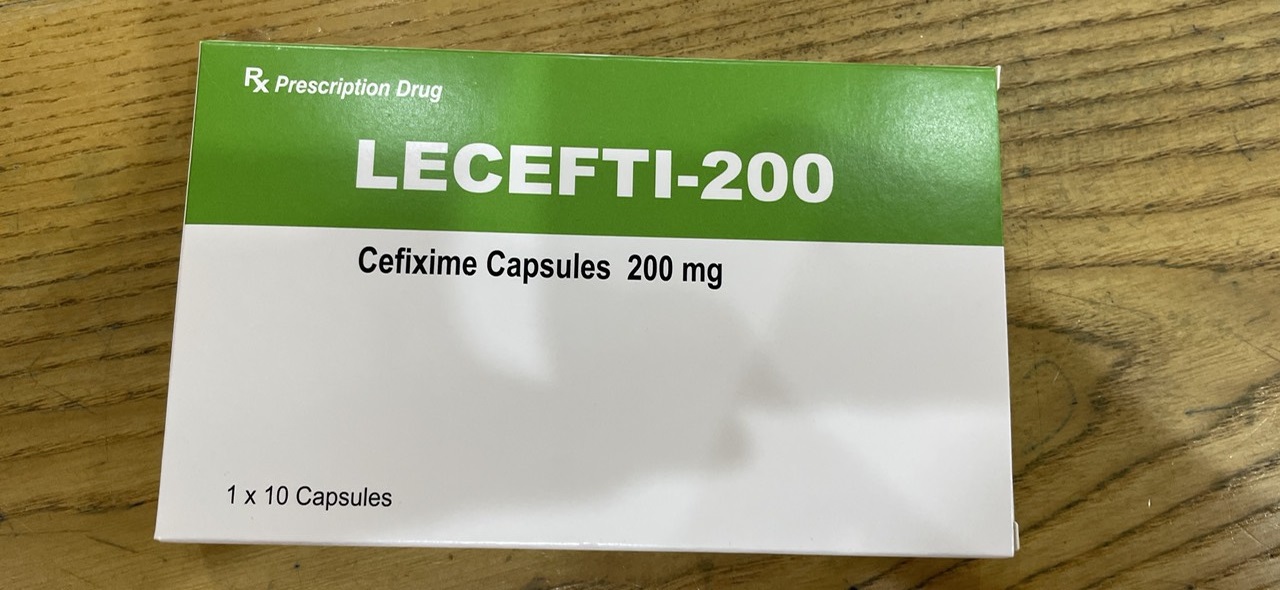 Rx Prescription Drug
LECEFTI-200
Cefixime Capsules 200 mg
1 x 10 Capsules